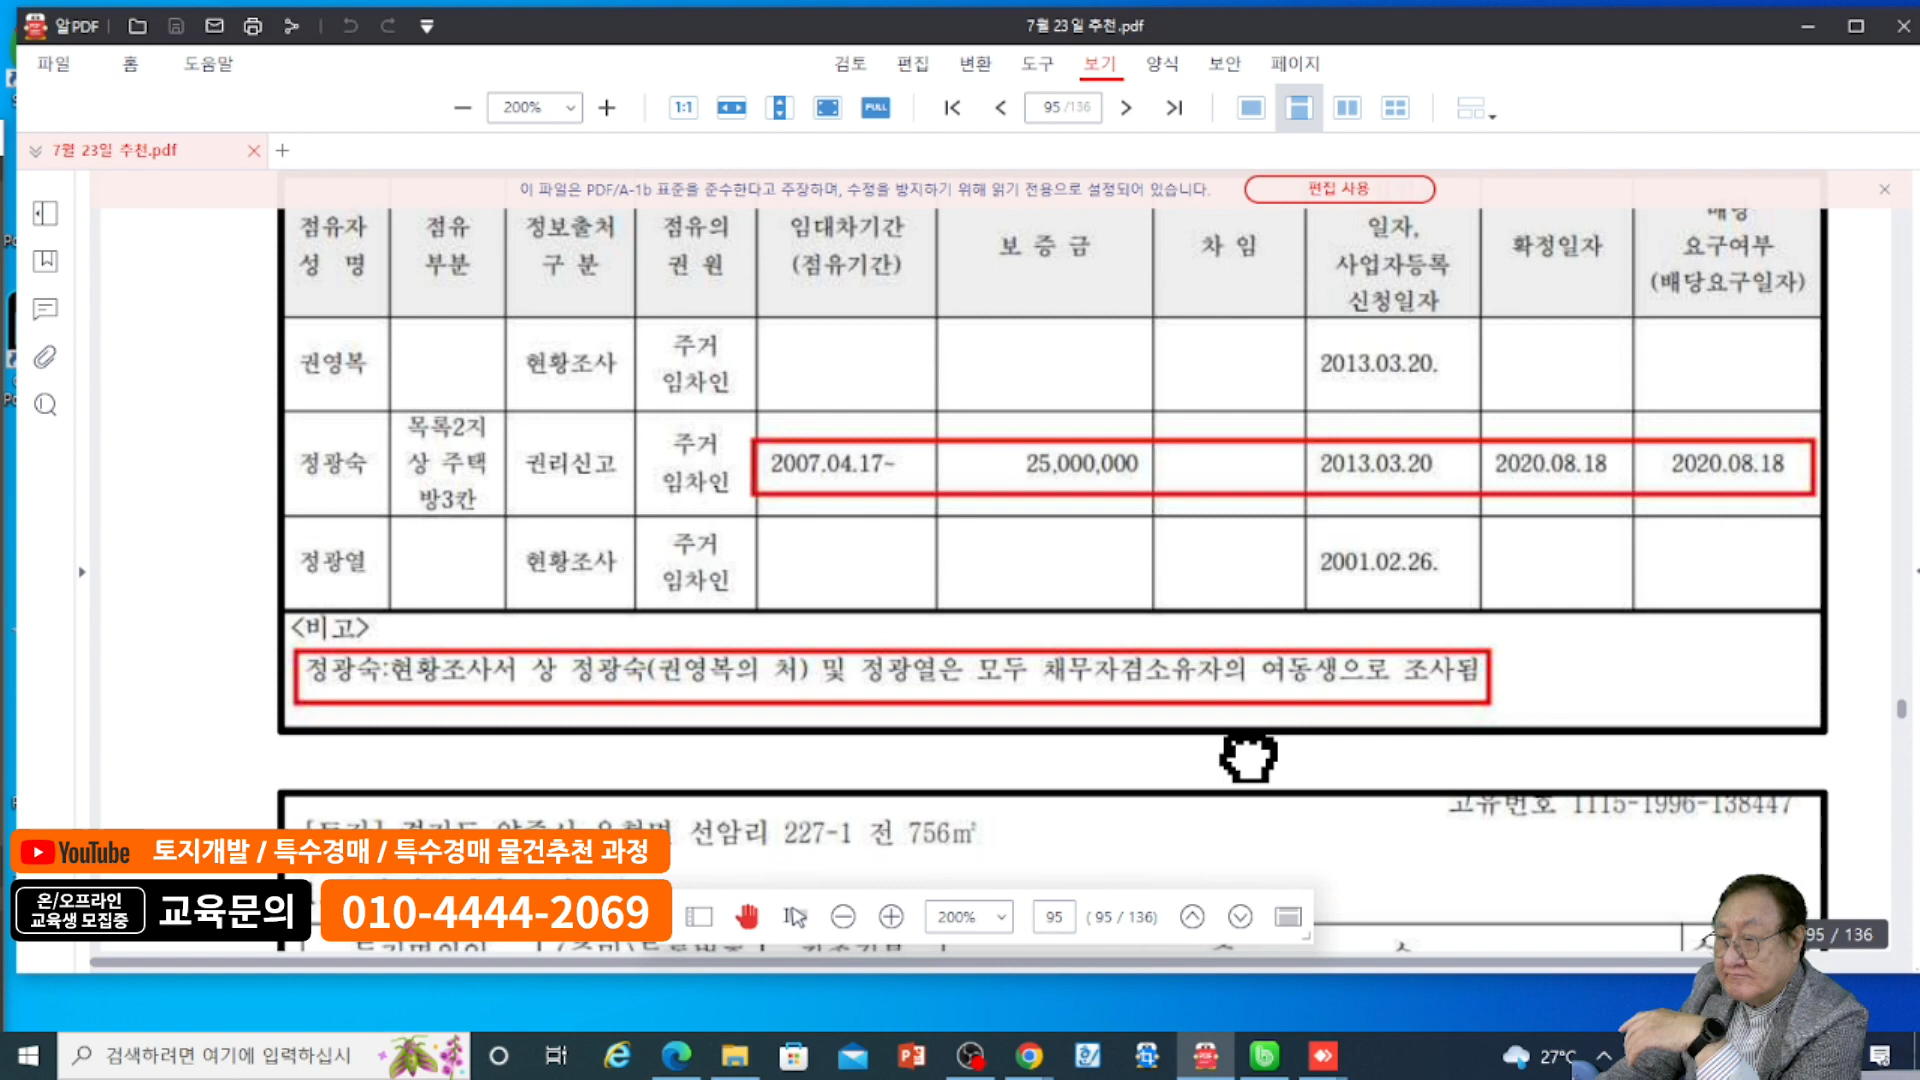 알PDF
7월 23일 추천.pdf
파일 홈 도움말 검토 편집 변환 도구 보기 양식 보안 페이지
200% 1:1 FULL 95 /136
7월 23일 추천.pdf
이 파일은 PDF/A-1b 표준을 준수한다고 주장하며, 수정을 방지하기 위해 읽기 전용으로 설정되어 있습니다. 편집 사용
점유자 성 명 점유 부분 정보출처 구 분 점유의 권 원 임대차기간 (점유기간) 보 증 금 차 임 일자, 사업자등록 신청일자 확정일자 배당 요구여부 (배당요구일자)
권영복 현황조사 주거 임차인 2013.03.20.
정광숙 목록2지상 주택 방3칸 권리신고 주거 임차인 2007.04.17~ 25,000,000 2013.03.20 2020.08.18 2020.08.18
정광열 현황조사 주거 임차인 2001.02.26.
<비고>
정광숙:현황조사서 상 정광숙(권영복의 처) 및 정광열은 모두 채무자겸소유자의 여동생으로 조사됨
고유번호 1115-1996-138447
선암리 227-1 전 756㎡
YouTube 토지개발 / 특수경매 / 특수경매 물건추천 과정
온/오프라인
교육생 모집중
교육문의 010-4444-2069
200% 95 ( 95 / 136)
95 / 136
검색하려면 여기에 입력하십시
27°C